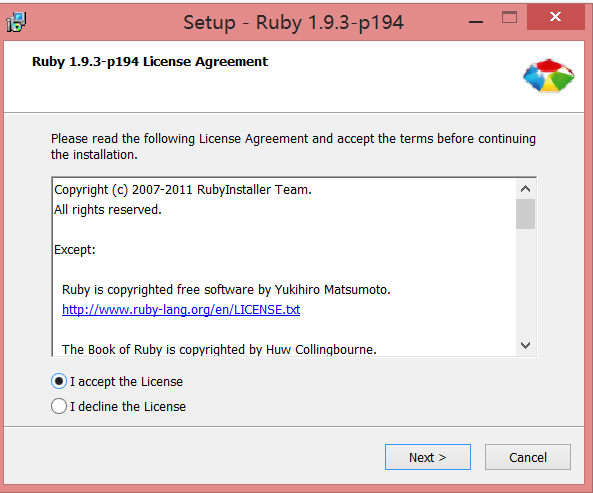 Setup - Ruby 1.9.3-p194
Ruby 1.9.3-p194 License Agreement
Please read the following License Agreement and accept the terms before continuing
the installation.
Copyright (c) 2007-2011 RubyInstaller Team.
All rights reserved.
Except:
Ruby is copyrighted free software by Yukihiro Matsumoto.
http://www.ruby-lang.org/en/LICENSE.txt
The Book of Ruby is copyrighted by Huw Collingbourne.
I accept the License
I decline the License
Next >
Cancel